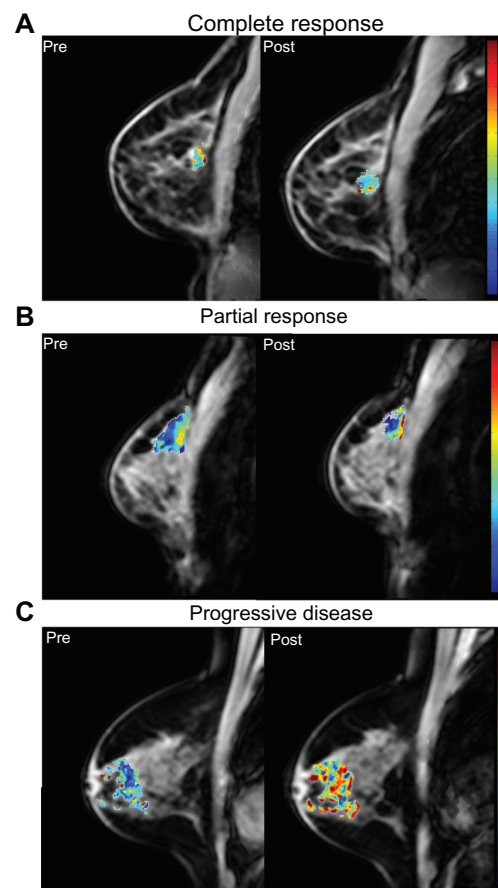 A
Complete response
Pre
Post
B
Partial response
Pre
Post
C
Progressive disease
Pre
Post